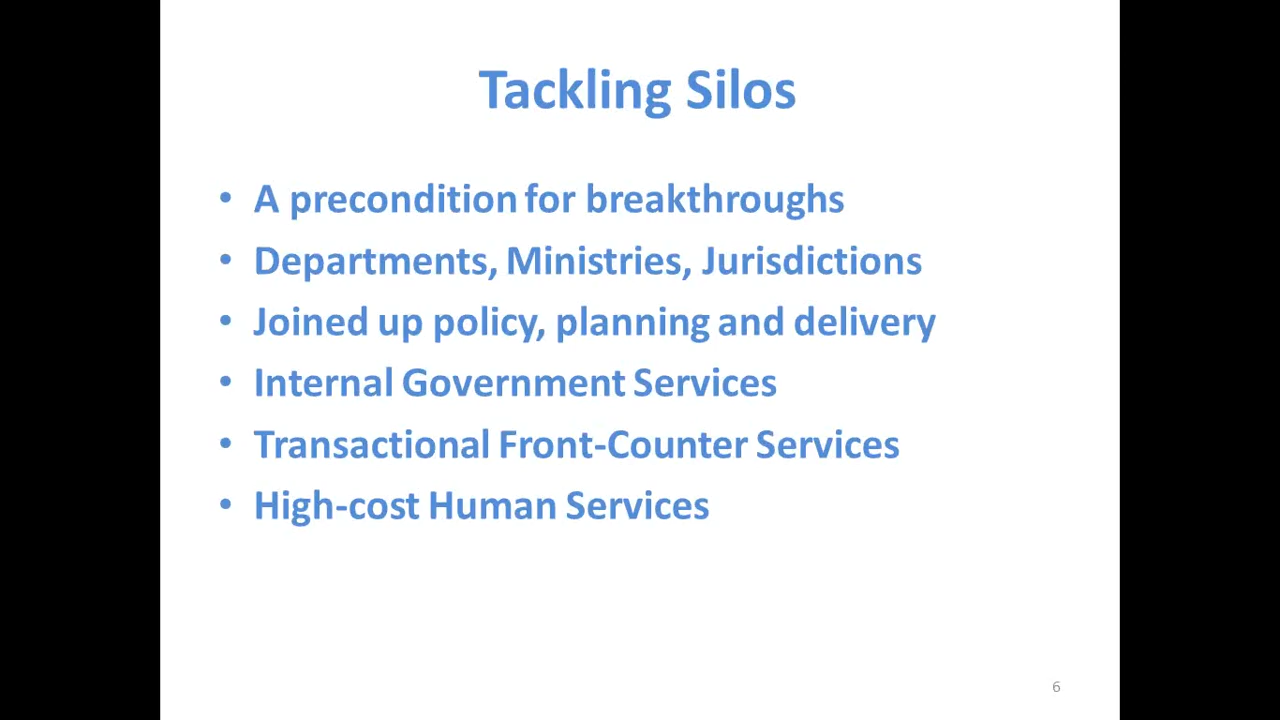 Tackling Silos
• A precondition for breakthroughs
• Departments, Ministries, Jurisdictions
• Joined up policy, planning and delivery
• Internal Government Services
• Transactional Front-Counter Services
• High-cost Human Services
6